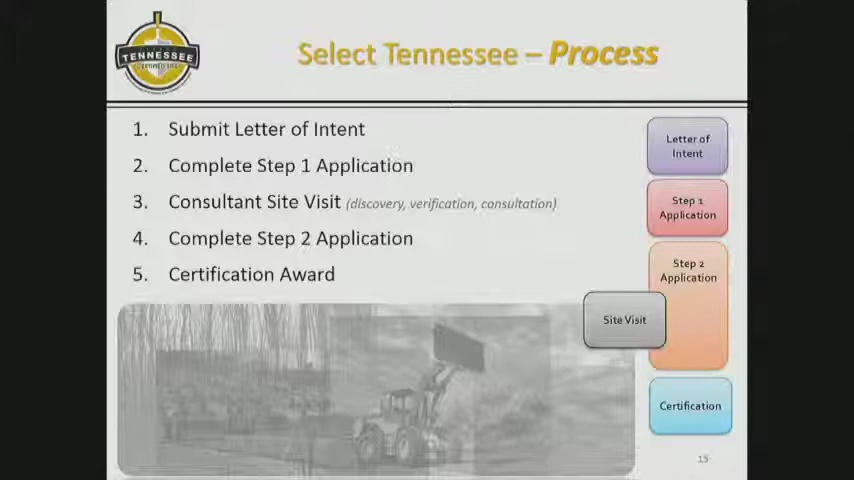 TENNESSEE
Select Tennessee – Process
1. Submit Letter of Intent
2. Complete Step 1 Application
3. Consultant Site Visit (discovery, verification, consultation)
4. Complete Step 2 Application
5. Certification Award
Letter of
Intent
Step 1
Application
Step 2
Application
Site Visit
Certification
15